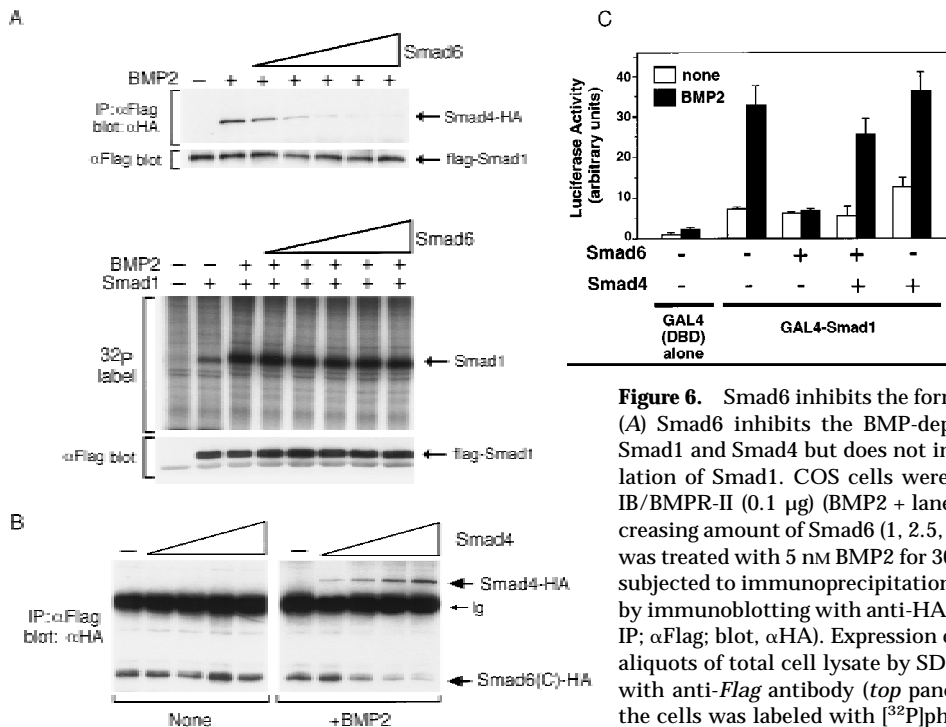 A
Smad6
BMP2 – + + + + + +
IP:αFlag
blot:αHA
Smad4-HA
αFlag blot
flag-Smad1
Smad6
BMP2 – – + + + + + +
Smad1 – + + + + + + +
32P
label
Smad1
αFlag blot
flag-Smad1
B
– –
Smad4
Smad4-HA
Ig
IP:αFlag
blot: αHA
Smad6(C)-HA
None
+BMP2
C
Luciferase Activity
(arbitrary units)
40
30
20
10
0
none
BMP2
Smad6 - - + + -
Smad4 - - - + +
GAL4
(DBD)
alone
GAL4-Smad1
Figure 6. Smad6 inhibits the form
(A) Smad6 inhibits the BMP-dep
Smad1 and Smad4 but does not in
lation of Smad1. COS cells were
IB/BMPR-II (0.1 μg) (BMP2 + lane
creasing amount of Smad6 (1, 2.5,
was treated with 5 nM BMP2 for 30
subjected to immunoprecipitation
by immunoblotting with anti-HA
IP; αFlag; blot, αHA). Expression o
aliquots of total cell lysate by SD
with anti-Flag antibody (top pan
the cells was labeled with [32P]ph